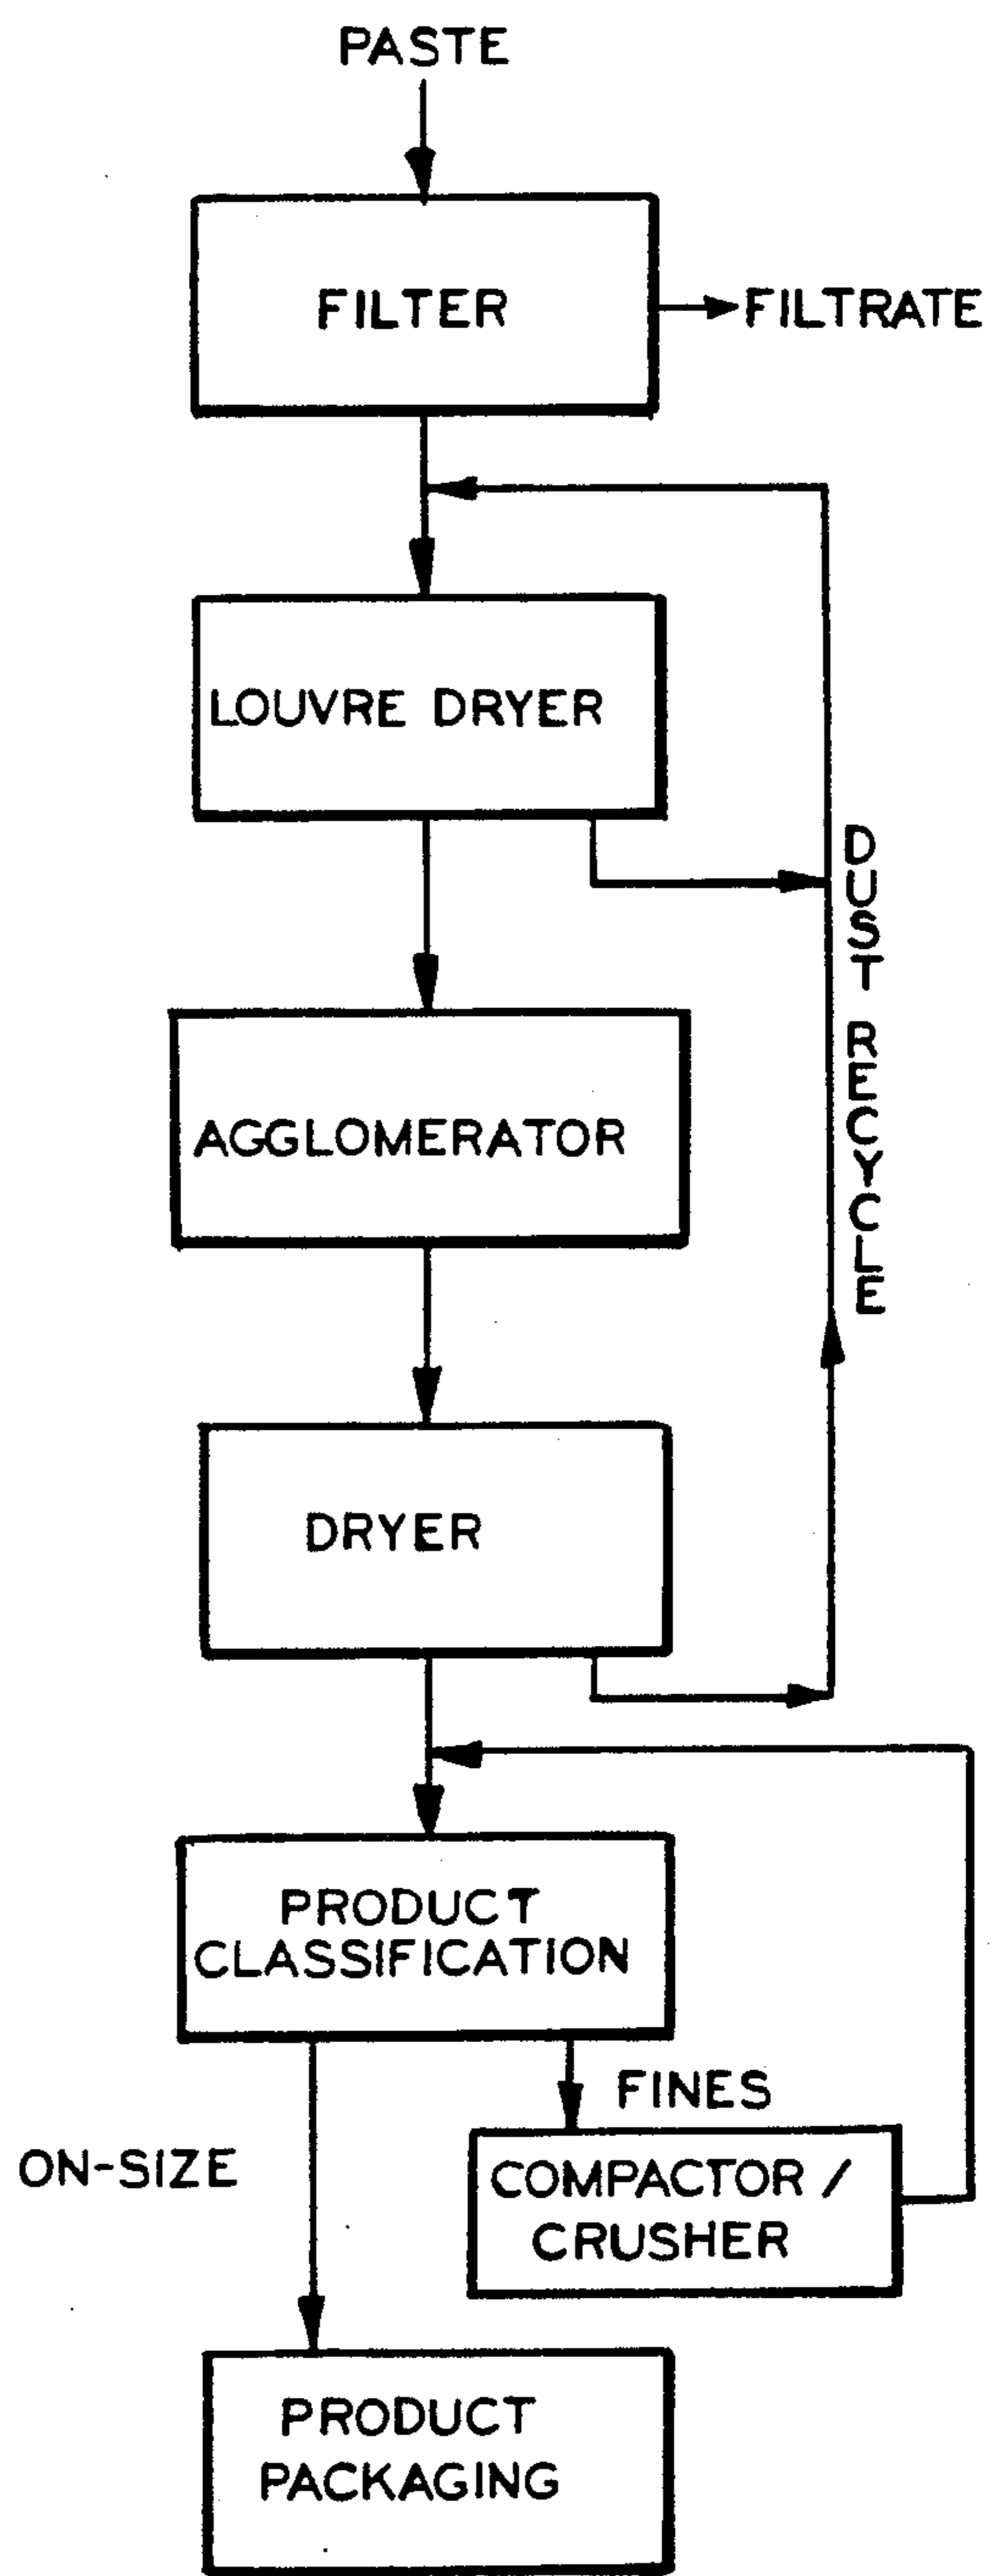 PASTE
FILTER
FILTRATE
LOUVRE DRYER
DUST RECYCLE
AGGLOMERATOR
DRYER
PRODUCT
CLASSIFICATION
FINES
ON-SIZE
COMPACTOR /
CRUSHER
PRODUCT
PACKAGING